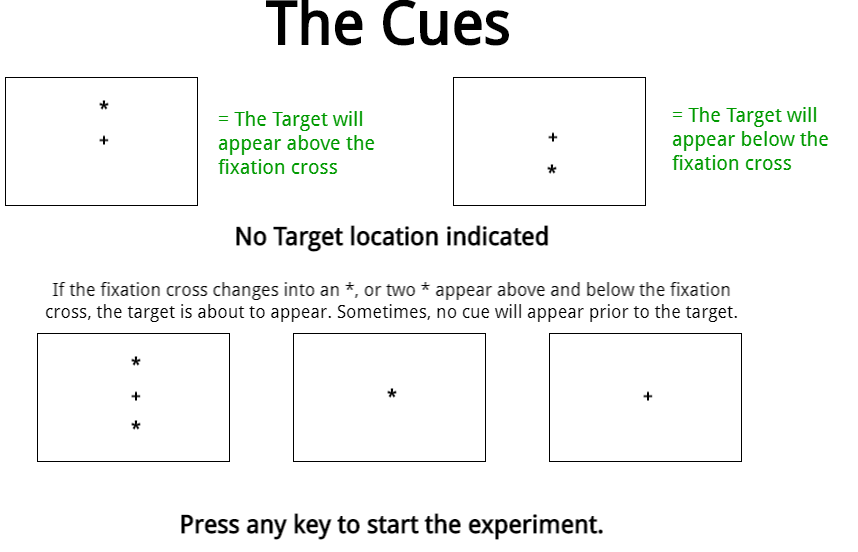 The Cues
*
+
= The Target will
appear above the
fixation cross
+
*
= The Target will
appear below the
fixation cross
No Target location indicated
If the fixation cross changes into an *, or two * appear above and below the fixation
cross, the target is about to appear. Sometimes, no cue will appear prior to the target.
*
+
*
*
+
Press any key to start the experiment.